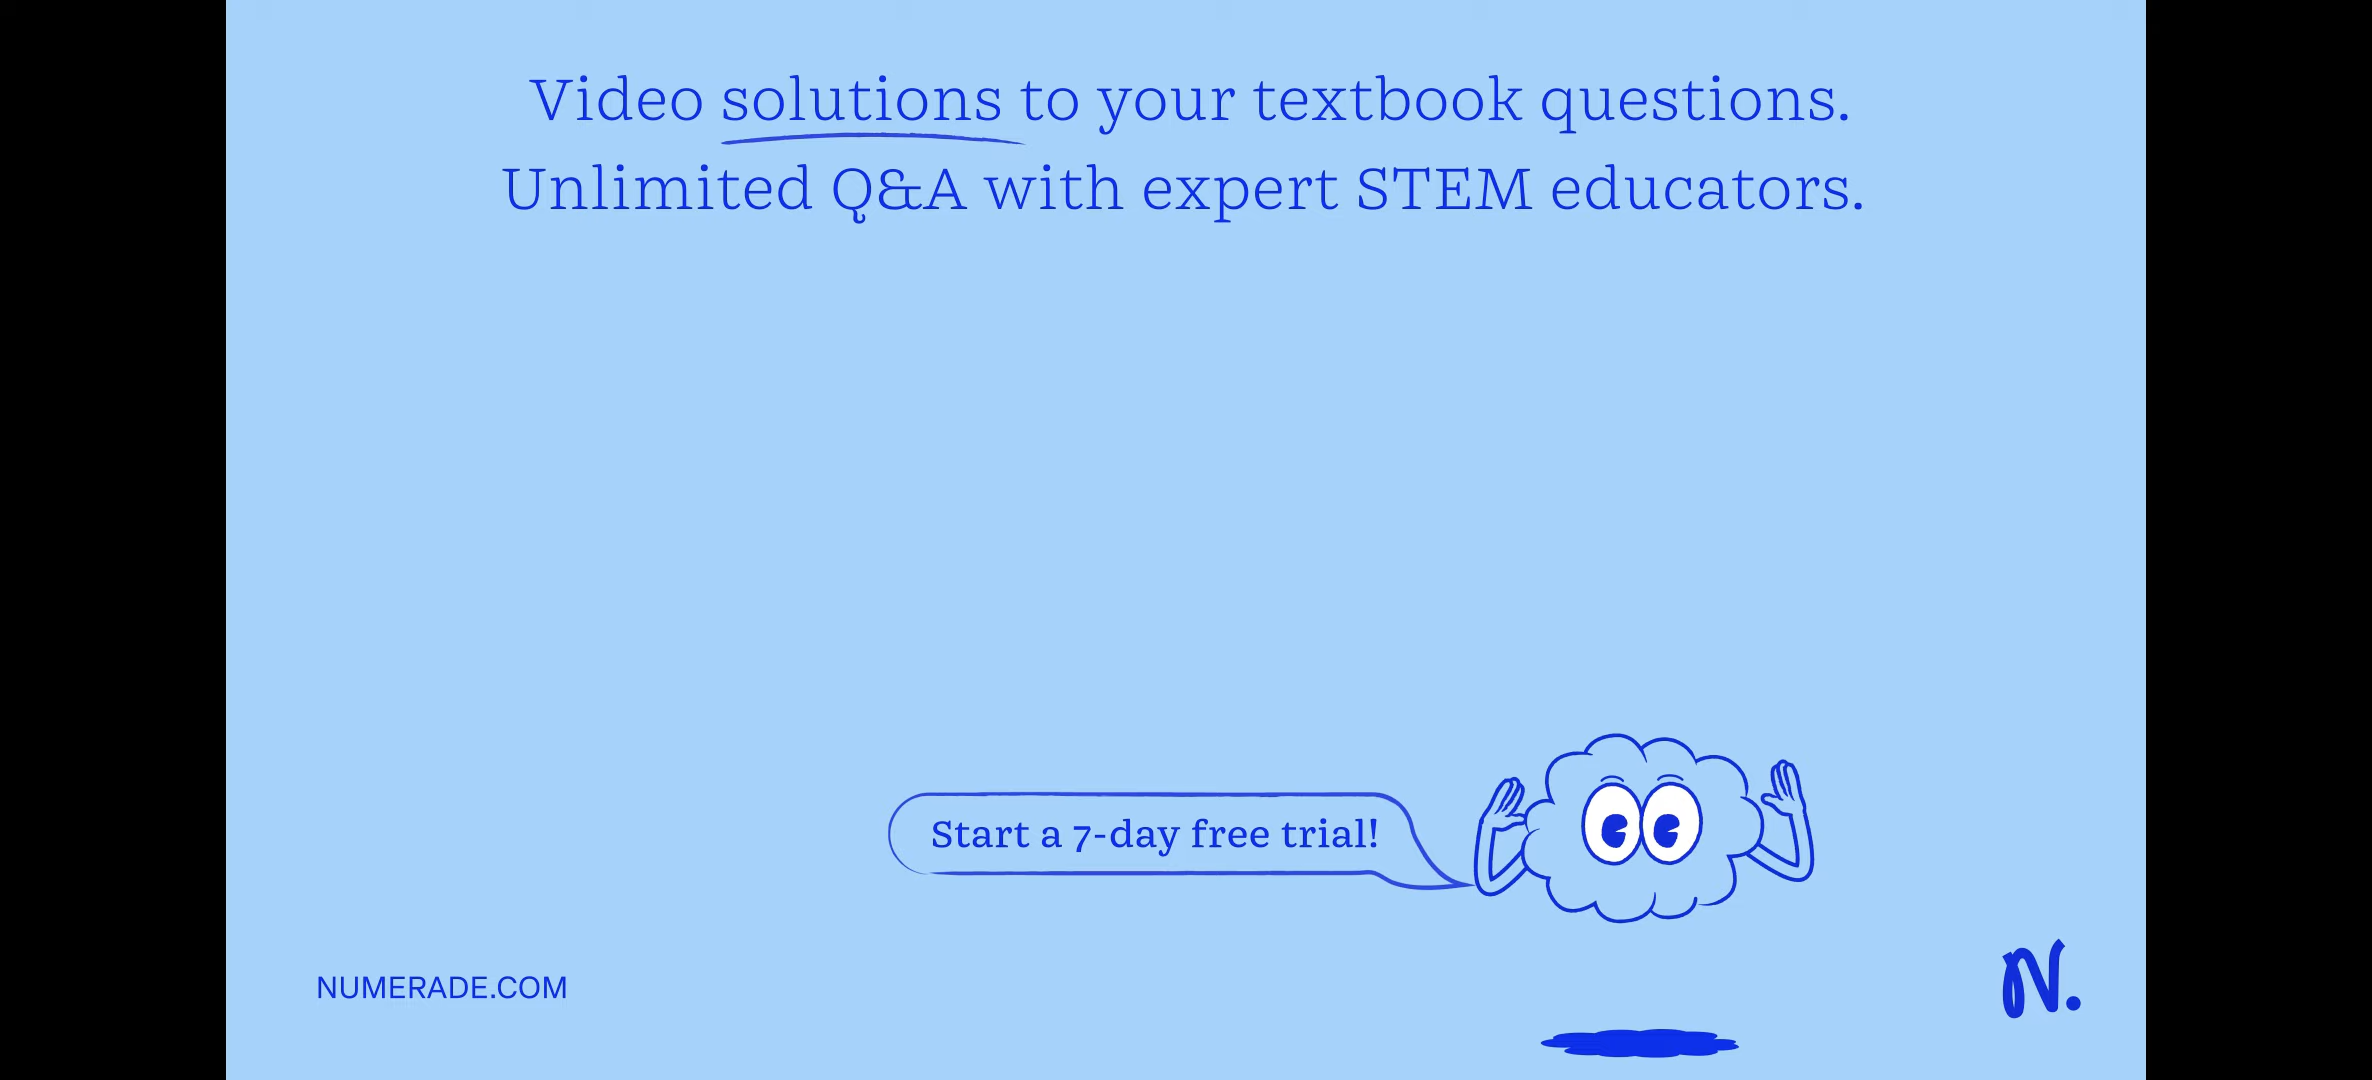 Video solutions to your textbook questions.
Unlimited Q&A with expert STEM educators.
Start a 7-day free trial!
NUMERADE.COM
N.